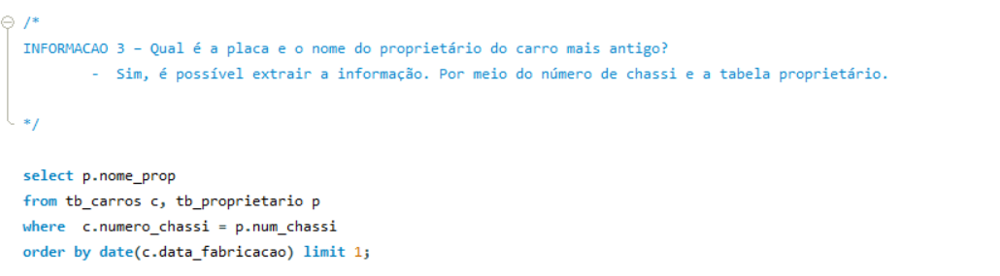 /*
INFORMACAO 3 – Qual é a placa e o nome do proprietário do carro mais antigo?
- Sim, é possível extrair a informação. Por meio do número de chassi e a tabela proprietário.
*/
select p.nome_prop
from tb_carros c, tb_proprietario p
where  c.numero_chassi = p.num_chassi
order by date(c.data_fabricacao) limit 1;